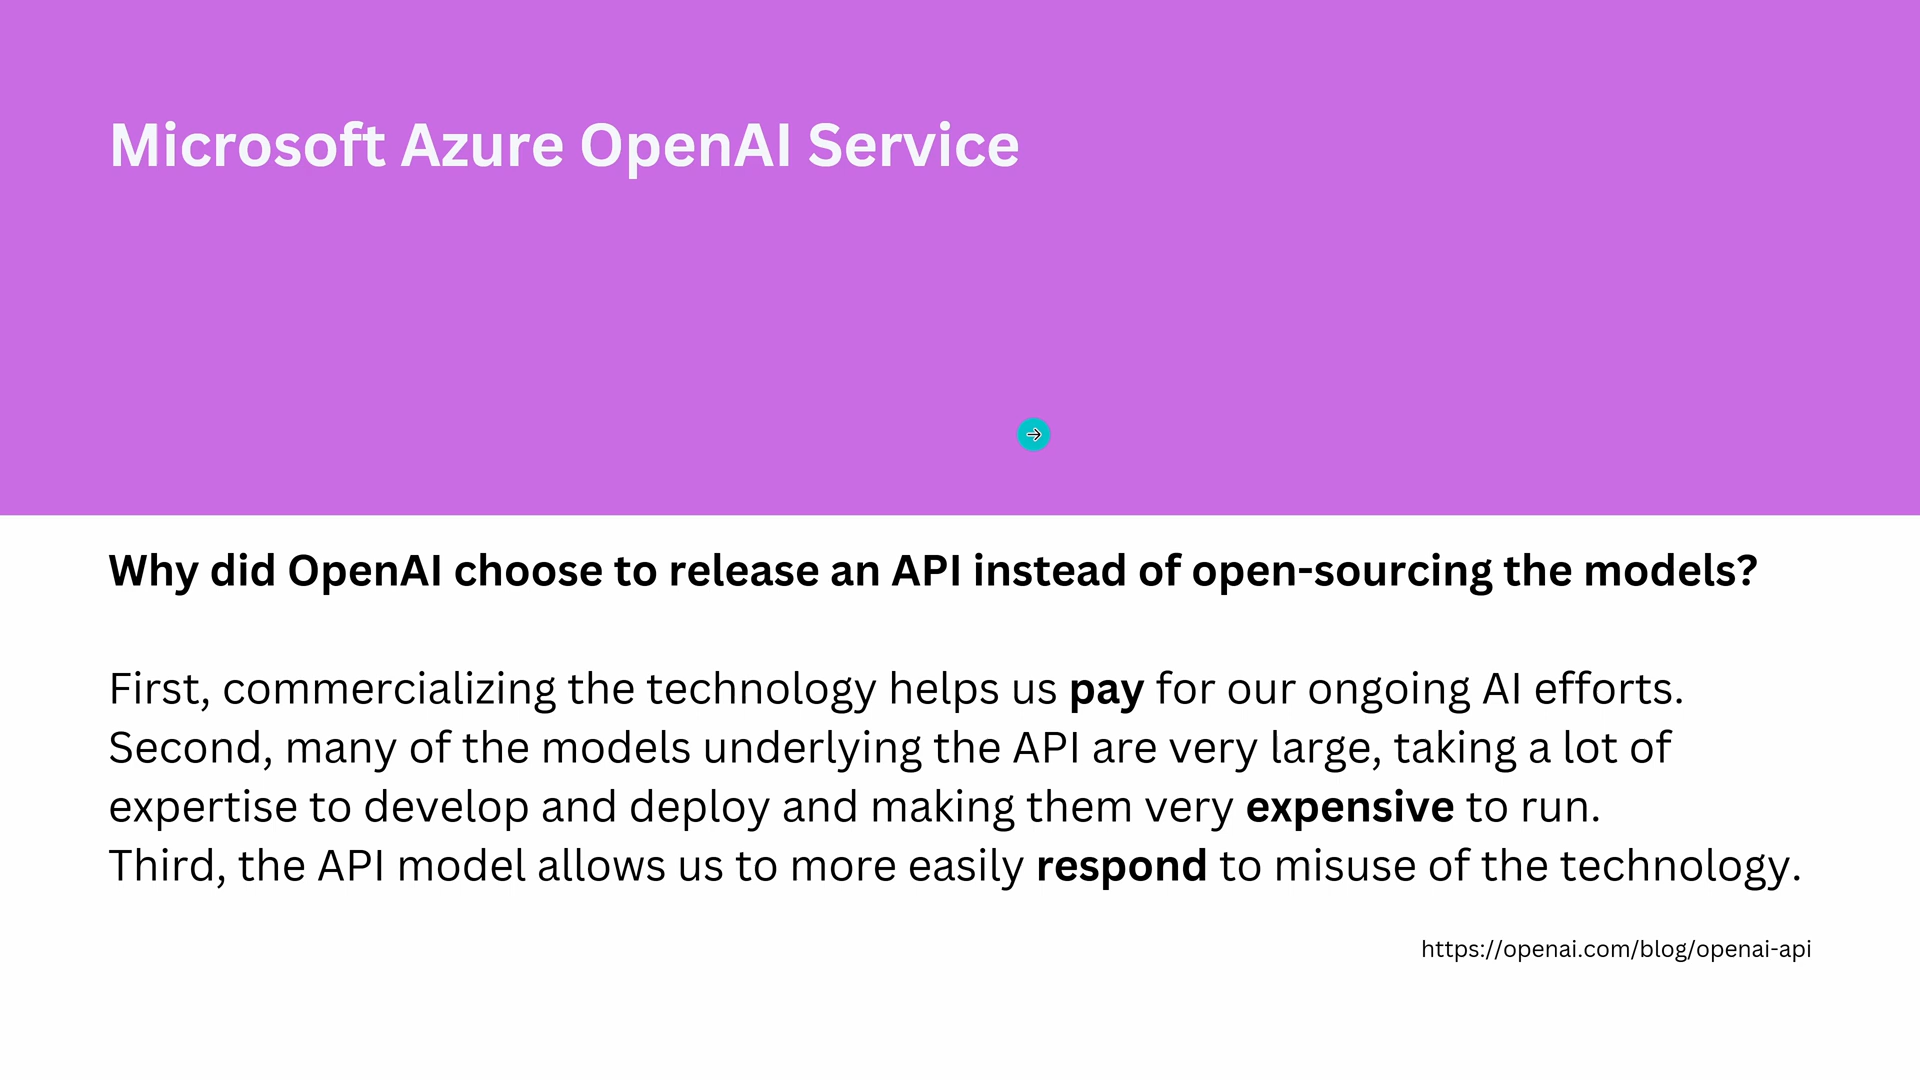 Microsoft Azure OpenAI Service
Why did OpenAI choose to release an API instead of open-sourcing the models?
First, commercializing the technology helps us pay for our ongoing AI efforts.
Second, many of the models underlying the API are very large, taking a lot of
expertise to develop and deploy and making them very expensive to run.
Third, the API model allows us to more easily respond to misuse of the technology.
https://openai.com/blog/openai-api